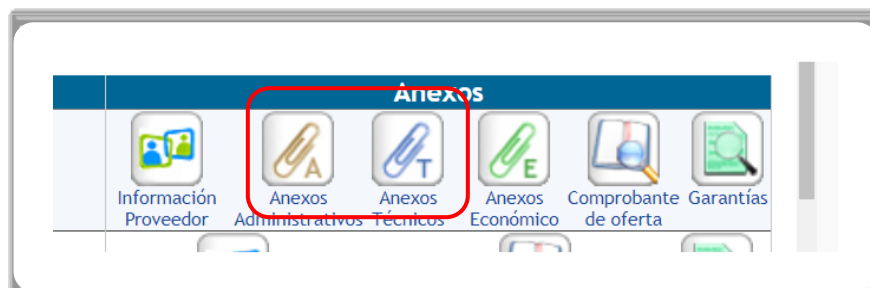 Anexos
A T E
Información Anexos Anexos Anexos Comprobante Garantías
Proveedor Administrativos Técnicos Económico de oferta